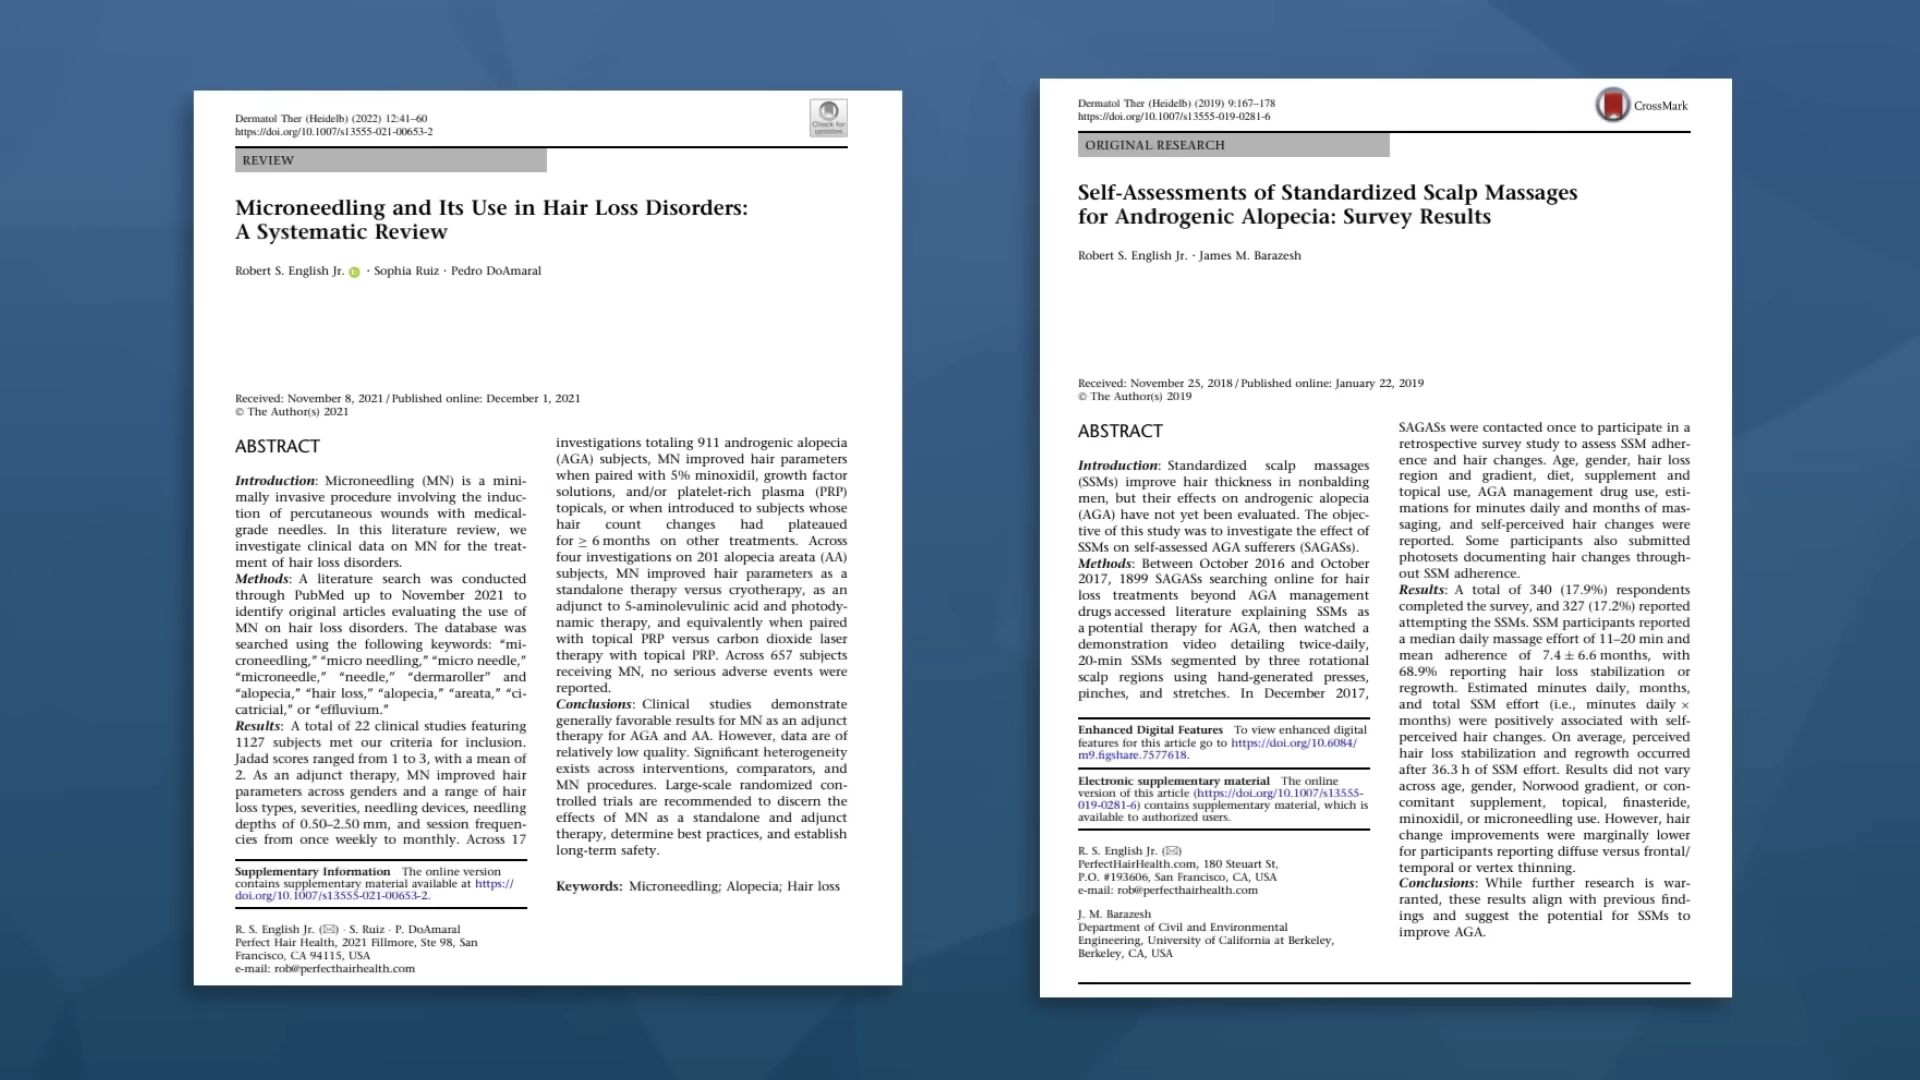 Dermatol Ther (Heidelb) (2022) 12:41–60
https://doi.org/10.1007/s13555-021-00653-2
Check for
updates
REVIEW
Microneedling and Its Use in Hair Loss Disorders:
A Systematic Review
Robert S. English Jr. · Sophia Ruiz · Pedro DoAmaral
Received: November 8, 2021 / Published online: December 1, 2021
© The Author(s) 2021
ABSTRACT
Introduction: Microneedling (MN) is a mini-
mally invasive procedure involving the induc-
tion of percutaneous wounds with medical-
grade needles. In this literature review, we
investigate clinical data on MN for the treat-
ment of hair loss disorders.
Methods: A literature search was conducted
through PubMed up to November 2021 to
identify original articles evaluating the use of
MN on hair loss disorders. The database was
searched using the following keywords: “mi-
croneedling,” “micro needling,” “micro needle,”
“microneedle,” “needle,” “dermaroller” and
“alopecia,” “hair loss,” “alopecia,” “areata,” “ci-
catricial,” or “effluvium.”
Results: A total of 22 clinical studies featuring
1127 subjects met our criteria for inclusion.
Jadad scores ranged from 1 to 3, with a mean of
2. As an adjunct therapy, MN improved hair
parameters across genders and a range of hair
loss types, severities, needling devices, needling
depths of 0.50–2.50 mm, and session frequen-
cies from once weekly to monthly. Across 17
Supplementary Information The online version
contains supplementary material available at https://
doi.org/10.1007/s13555-021-00653-2.
R. S. English Jr. (✉) · S. Ruiz · P. DoAmaral
Perfect Hair Health, 2021 Fillmore, Ste 98, San
Francisco, CA 94115, USA
e-mail: rob@perfecthairhealth.com
investigations totaling 911 androgenic alopecia
(AGA) subjects, MN improved hair parameters
when paired with 5% minoxidil, growth factor
solutions, and/or platelet-rich plasma (PRP)
topicals, or when introduced to subjects whose
hair count changes had plateaued
for ≥ 6 months on other treatments. Across
four investigations on 201 alopecia areata (AA)
subjects, MN improved hair parameters as a
standalone therapy versus cryotherapy, as an
adjunct to 5-aminolevulinic acid and photody-
namic therapy, and equivalently when paired
with topical PRP versus carbon dioxide laser
therapy with topical PRP. Across 657 subjects
receiving MN, no serious adverse events were
reported.
Conclusions: Clinical studies demonstrate
generally favorable results for MN as an adjunct
therapy for AGA and AA. However, data are of
relatively low quality. Significant heterogeneity
exists across interventions, comparators, and
MN procedures. Large-scale randomized con-
trolled trials are recommended to discern the
effects of MN as a standalone and adjunct
therapy, determine best practices, and establish
long-term safety.
Keywords: Microneedling; Alopecia; Hair loss
Dermatol Ther (Heidelb) (2019) 9:167–178
https://doi.org/10.1007/s13555-019-0281-6
CrossMark
ORIGINAL RESEARCH
Self-Assessments of Standardized Scalp Massages
for Androgenic Alopecia: Survey Results
Robert S. English Jr. · James M. Barazesh
Received: November 25, 2018 / Published online: January 22, 2019
© The Author(s) 2019
ABSTRACT
Introduction: Standardized scalp massages
(SSMs) improve hair thickness in nonbalding
men, but their effects on androgenic alopecia
(AGA) have not yet been evaluated. The objec-
tive of this study was to investigate the effect of
SSMs on self-assessed AGA sufferers (SAGASs).
Methods: Between October 2016 and October
2017, 1899 SAGASs searching online for hair
loss treatments beyond AGA management
drugs accessed literature explaining SSMs as
a potential therapy for AGA, then watched a
demonstration video detailing twice-daily,
20-min SSMs segmented by three rotational
scalp regions using hand-generated presses,
pinches, and stretches. In December 2017,
Enhanced Digital Features To view enhanced digital
features for this article go to https://doi.org/10.6084/
m9.figshare.7577618.
Electronic supplementary material The online
version of this article (https://doi.org/10.1007/s13555-
019-0281-6) contains supplementary material, which is
available to authorized users.
R. S. English Jr. (✉)
PerfectHairHealth.com, 180 Steuart St,
P.O. #193606, San Francisco, CA, USA
e-mail: rob@perfecthairhealth.com
J. M. Barazesh
Department of Civil and Environmental
Engineering, University of California at Berkeley,
Berkeley, CA, USA
SAGASs were contacted once to participate in a
retrospective survey study to assess SSM adher-
ence and hair changes. Age, gender, hair loss
region and gradient, diet, supplement and
topical use, AGA management drug use, esti-
mations for minutes daily and months of mas-
saging, and self-perceived hair changes were
reported. Some participants also submitted
photosets documenting hair changes through-
out SSM adherence.
Results: A total of 340 (17.9%) respondents
completed the survey, and 327 (17.2%) reported
attempting the SSMs. SSM participants reported
a median daily massage effort of 11–20 min and
mean adherence of 7.4 ± 6.6 months, with
68.9% reporting hair loss stabilization or
regrowth. Estimated minutes daily, months,
and total SSM effort (i.e., minutes daily ×
months) were positively associated with self-
perceived hair changes. On average, perceived
hair loss stabilization and regrowth occurred
after 36.3 h of SSM effort. Results did not vary
across age, gender, Norwood gradient, or con-
comitant supplement, topical, finasteride,
minoxidil, or microneedling use. However, hair
change improvements were marginally lower
for participants reporting diffuse versus frontal/
temporal or vertex thinning.
Conclusions: While further research is war-
ranted, these results align with previous find-
ings and suggest the potential for SSMs to
improve AGA.